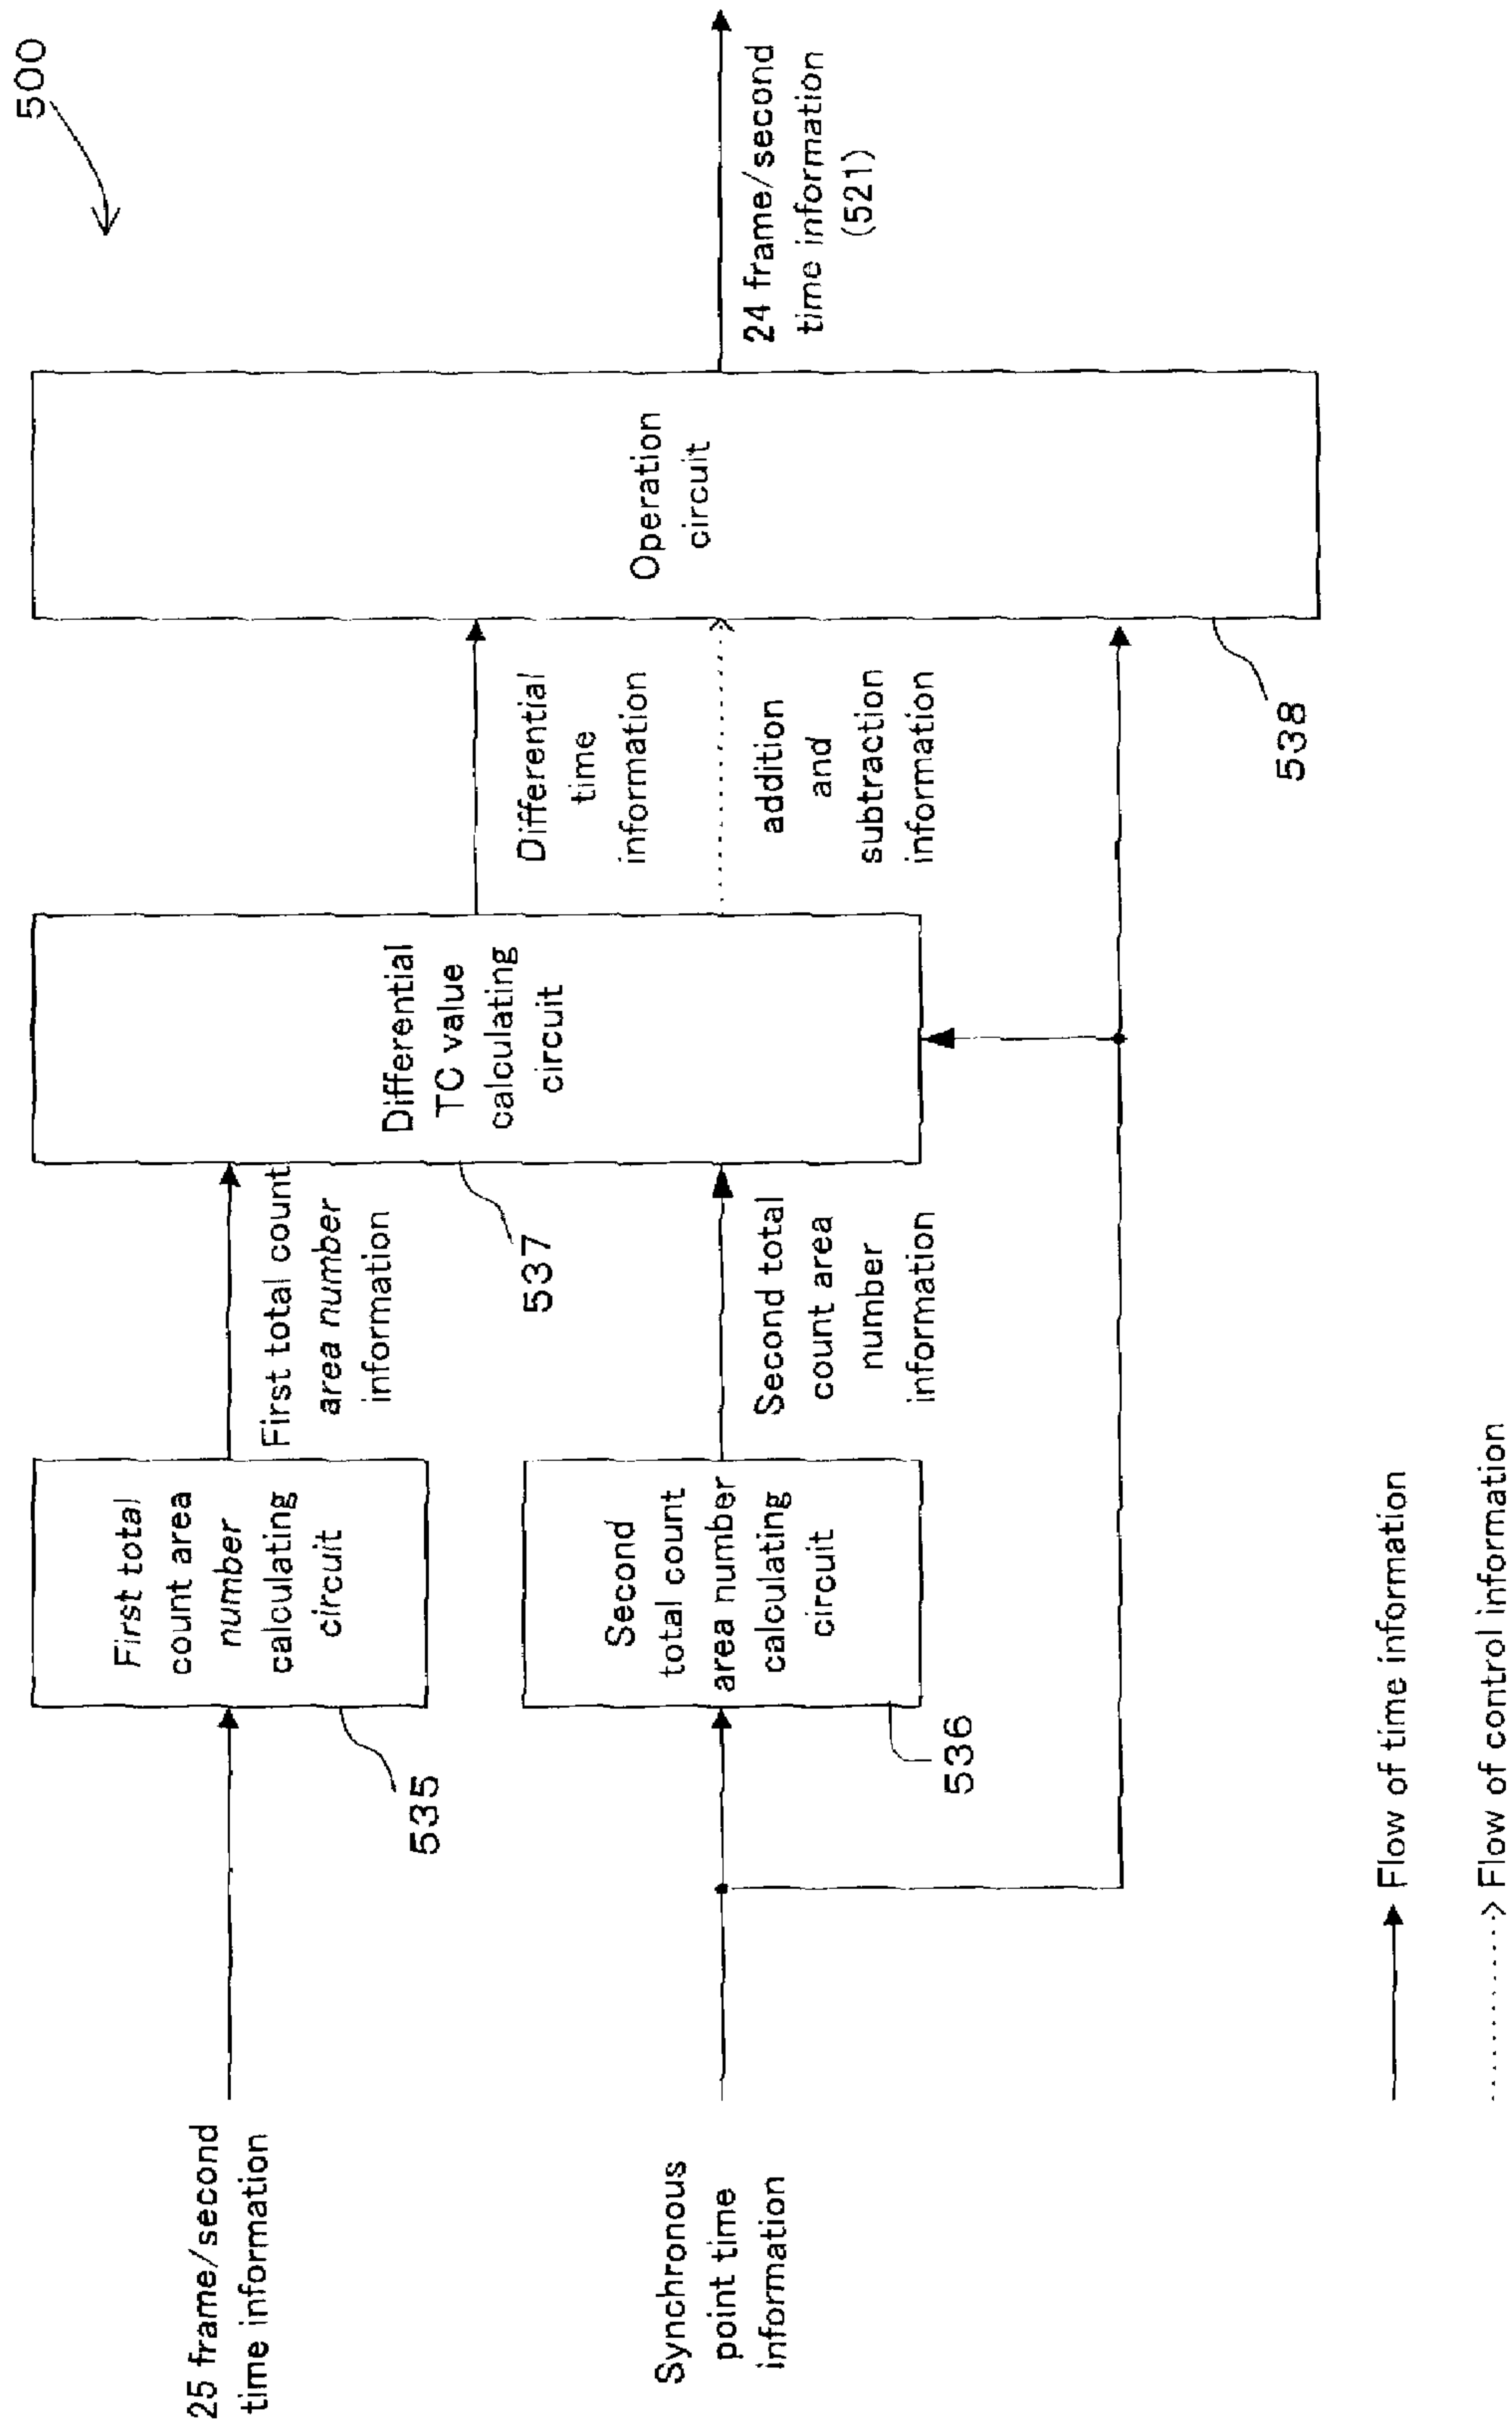 500
25 frame/second
time information
First total
count area
number
calculating
circuit
535
First total count
area number
information
Synchronous
point time
information
Second
total count
area number
calculating
circuit
536
Second total
count area
number
information
Differential
TC value
calculating
circuit
537
Differential
time
information
addition
and
subtraction
information
Operation
circuit
538
24 frame/second
time information
(521)
Flow of time information
Flow of control information